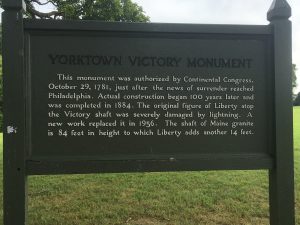 YORKTOWN VICTORY MONUMENT
This monument was authorized by Continental Congress,
October 29, 1781, just after the news of surrender reached
Philadelphia. Actual construction began 100 years later and
was completed in 1884. The original figure of Liberty atop
the Victory shaft was severely damaged by lightning. A
new work replaced it in 1956. The shaft of Maine granite
is 84 feet in height to which Liberty adds another 14 feet.